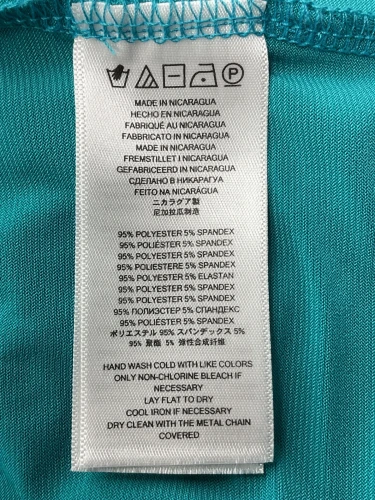 MADE IN NICARAGUA
HECHO EN NICARAGUA
FABRIQUÉ AU NICARAGUA
FABBRICATO IN NICARAGUA
MADE IN NICARAGUA
FREMSTILLET I NICARAGUA
GEFABRICEERD IN NICARAGUA
СДЕЛАНО В НИКАРАГУА
FEITO NA NICARÁGUA
ニカラグア製
尼加拉瓜制造
95% POLYESTER 5% SPANDEX
95% POLIÉSTER 5% SPANDEX
95% POLYESTER 5% SPANDEX
95% POLIESTERE 5% SPANDEX
95% POLYESTER 5% ELASTAN
95% POLYESTER 5% SPANDEX
95% POLYESTER 5% SPANDEX
95% ПОЛИЭСТЕР 5% СПАНДЕКС
95% POLIÉSTER 5% SPANDEX
ポリエステル 95% スパンデックス 5%
95% 聚酯 5% 弹性合成纤维
HAND WASH COLD WITH LIKE COLORS
ONLY NON-CHLORINE BLEACH IF
NECESSARY
LAY FLAT TO DRY
COOL IRON IF NECESSARY
DRY CLEAN WITH THE METAL CHAIN
COVERED